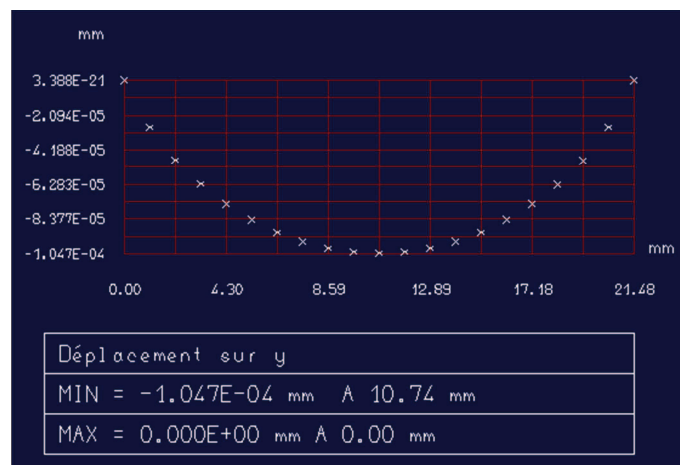 mm
3.388E-21
-2.094E-05
-4.188E-05
-6.283E-05
-8.377E-05
-1.047E-04
mm
0.00 4.30 8.59 12.89 17.18 21.48
Déplacement sur y
MIN = -1.047E-04 mm A 10.74 mm
MAX = 0.000E+00 mm A 0.00 mm